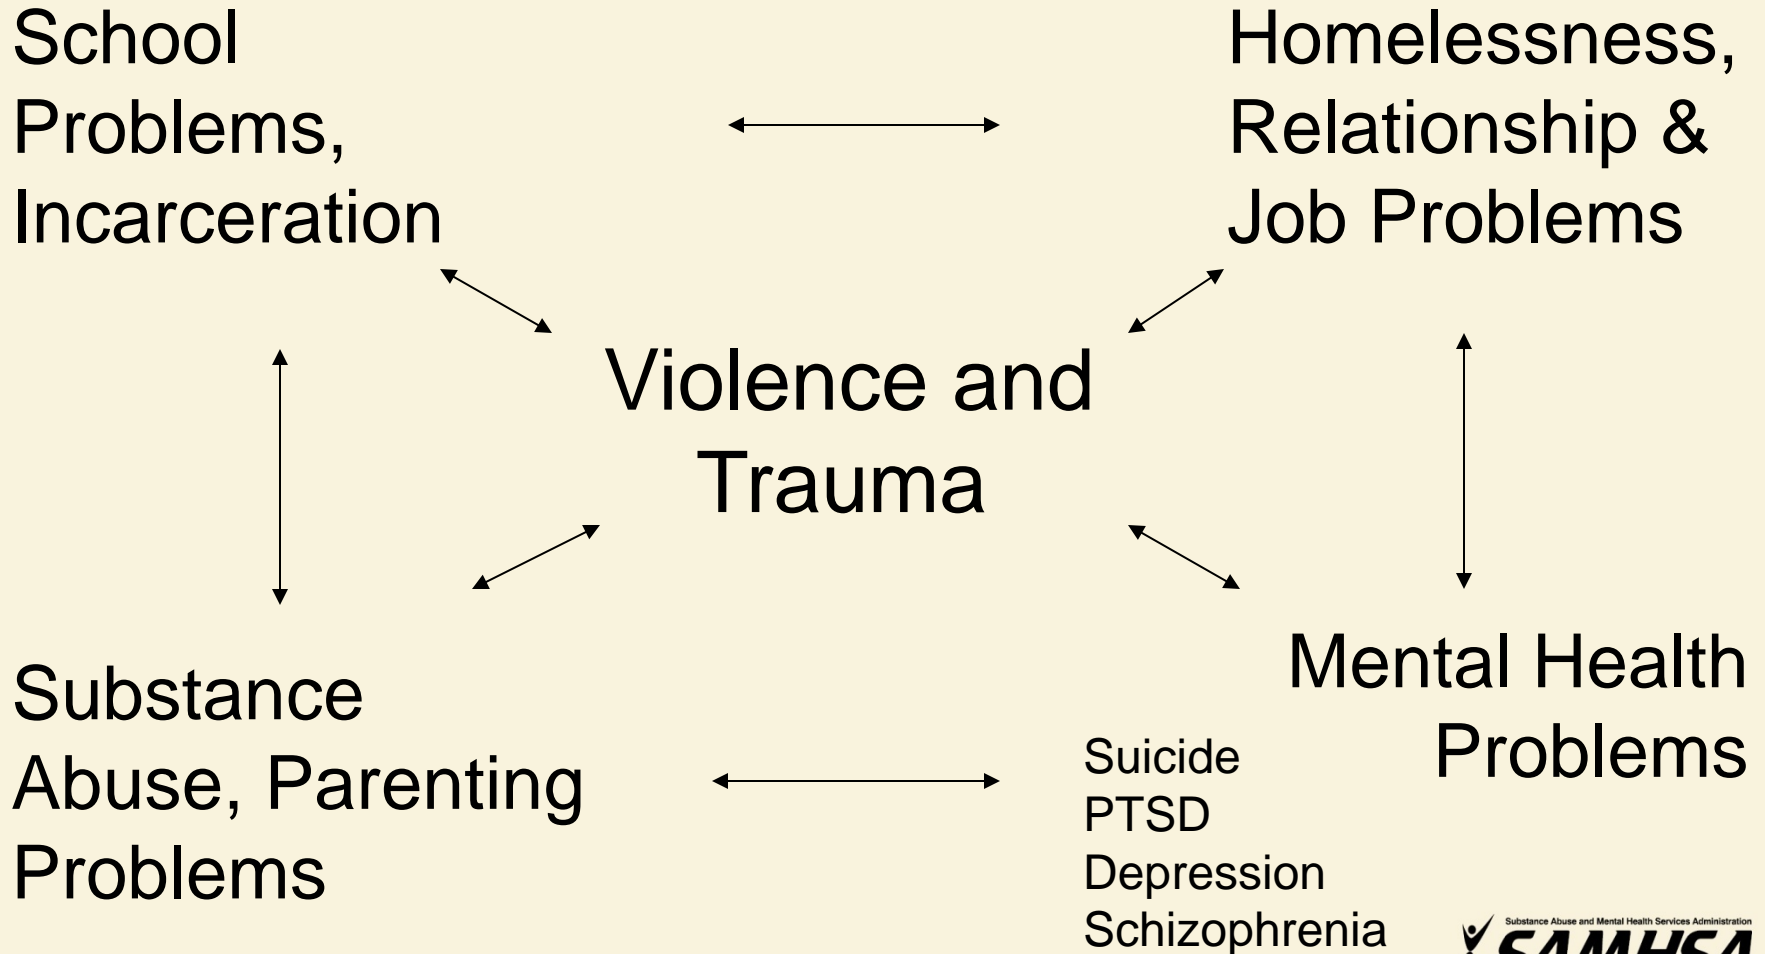 School
Problems,
Incarceration
Homelessness,
Relationship &
Job Problems
Violence and
Trauma
Substance
Abuse, Parenting
Problems
Mental Health
Problems
Suicide
PTSD
Depression
Schizophrenia
Substance Abuse and Mental Health Services Administration
SAMHSA